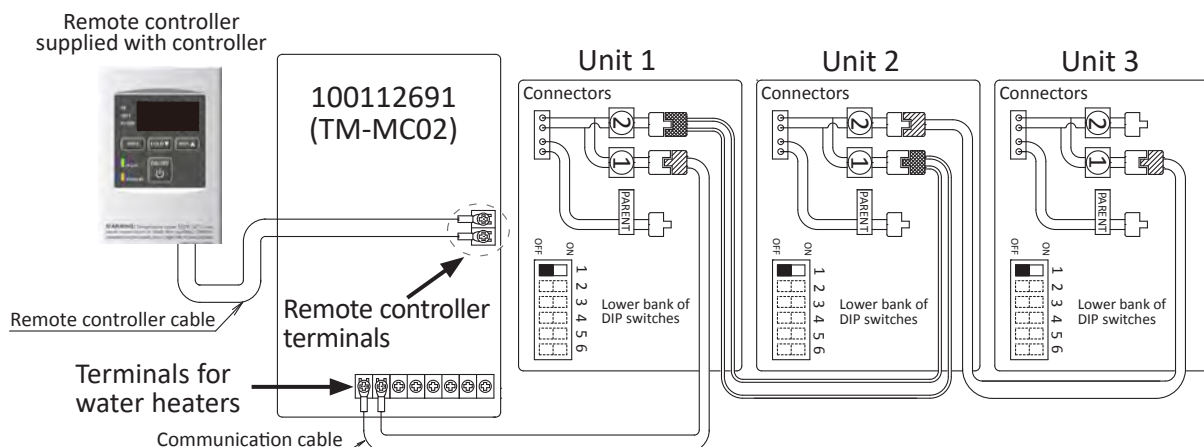 Remote controller
supplied with controller
100112691
(TM-MC02)
Remote controller cable
Remote controller
terminals
Terminals for
water heaters
Communication cable
Unit 1
Connectors
2
1
PARENT
OFF
ON
1
2
3
4
5
6
Lower bank of
DIP switches
Unit 2
Connectors
2
1
PARENT
OFF
ON
1
2
3
4
5
6
Lower bank of
DIP switches
Unit 3
Connectors
2
1
PARENT
OFF
ON
1
2
3
4
5
6
Lower bank of
DIP switches